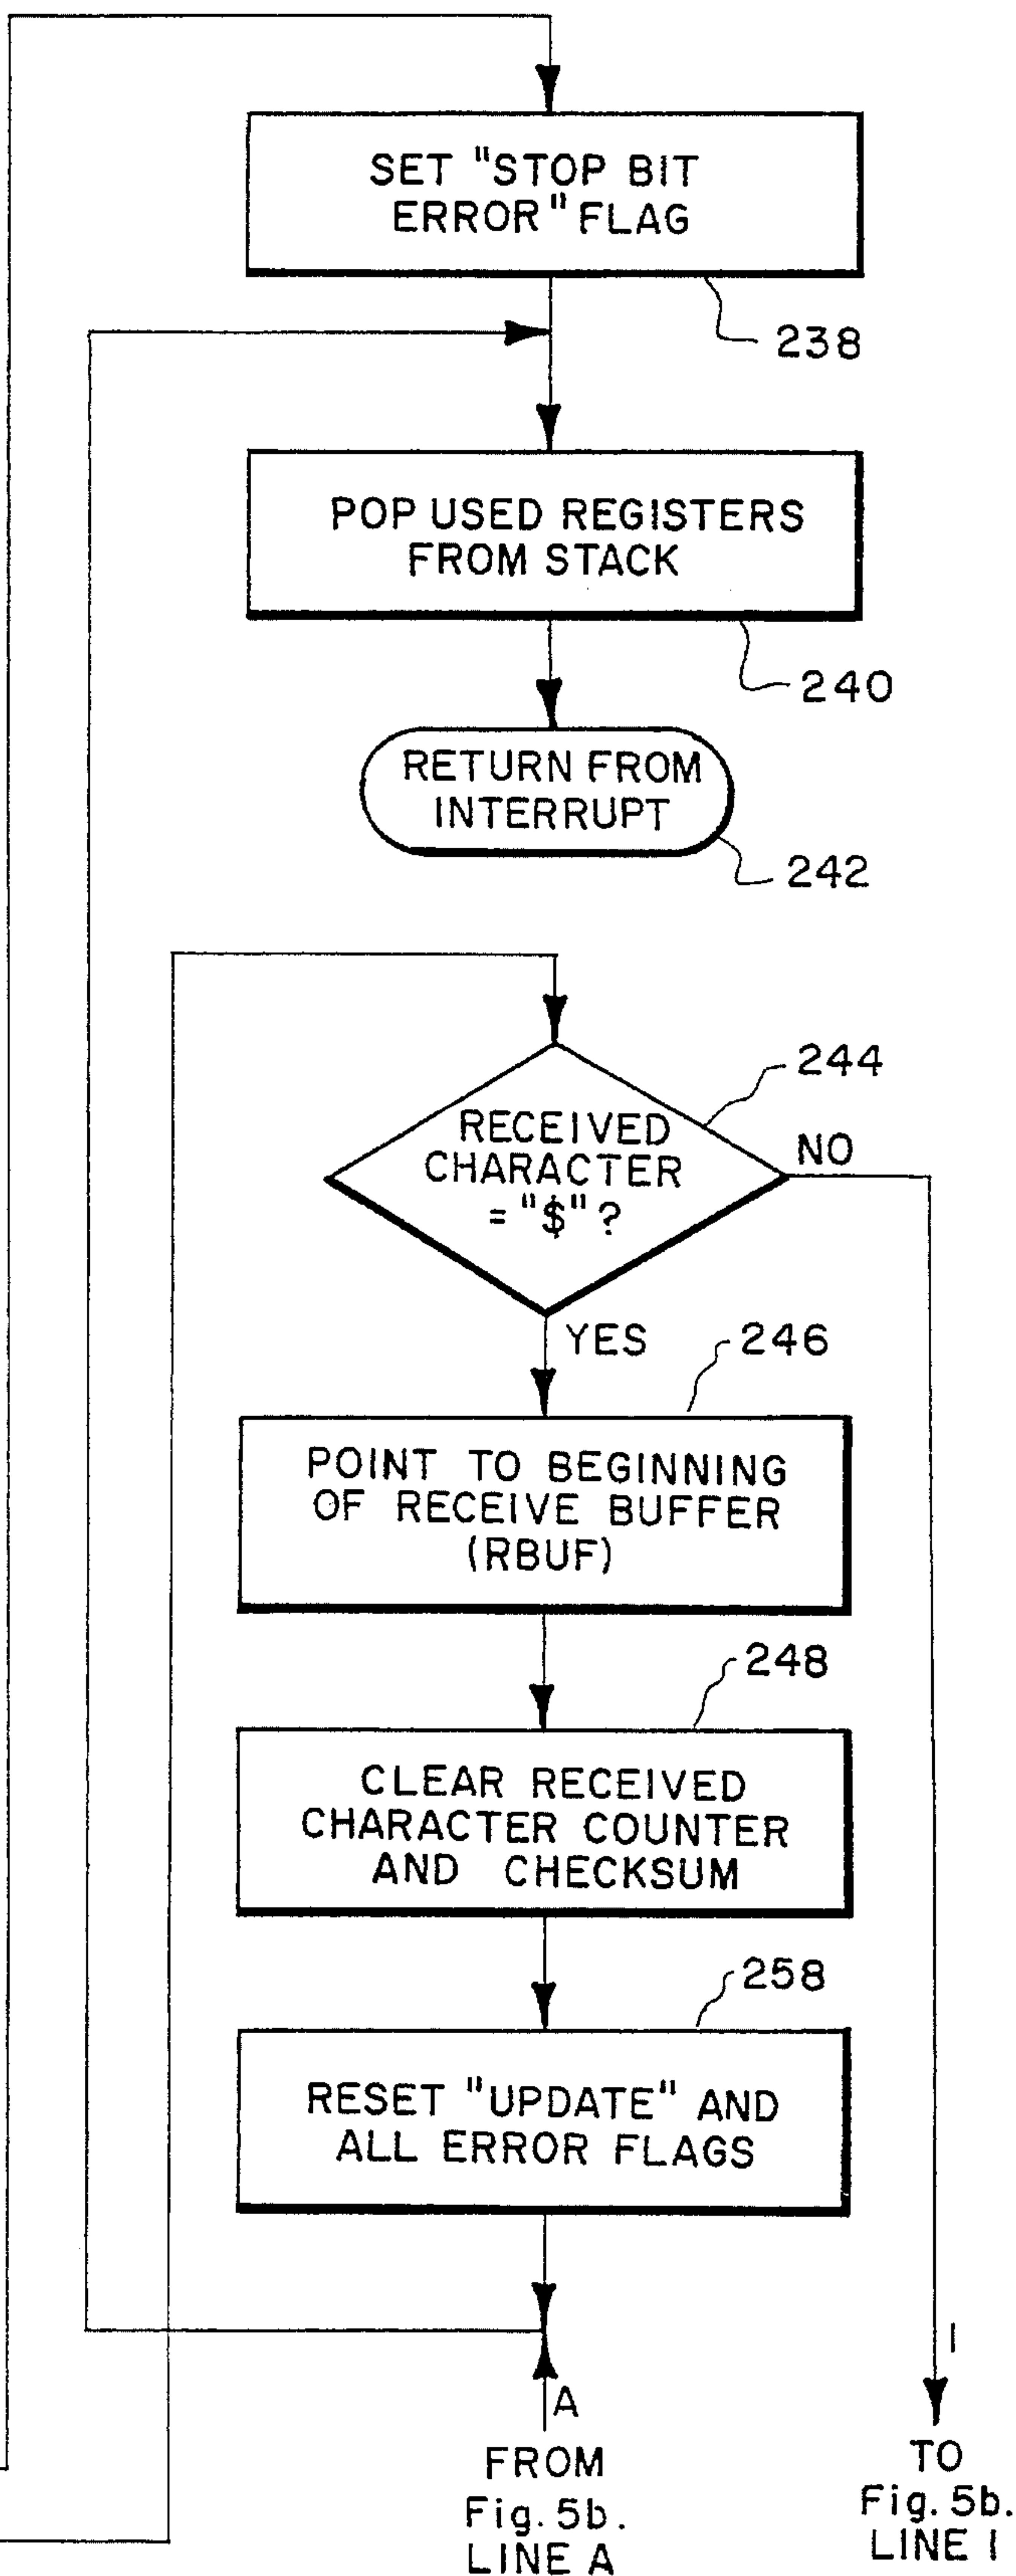 SET "STOP BIT
ERROR" FLAG
238
POP USED REGISTERS
FROM STACK
240
RETURN FROM
INTERRUPT
242
244
RECEIVED
CHARACTER
= "$" ?
NO
YES
246
POINT TO BEGINNING
OF RECEIVE BUFFER
(RBUF)
248
CLEAR RECEIVED
CHARACTER COUNTER
AND CHECKSUM
258
RESET "UPDATE" AND
ALL ERROR FLAGS
A
FROM
Fig. 5b.
LINE A
I
TO
Fig. 5b.
LINE I